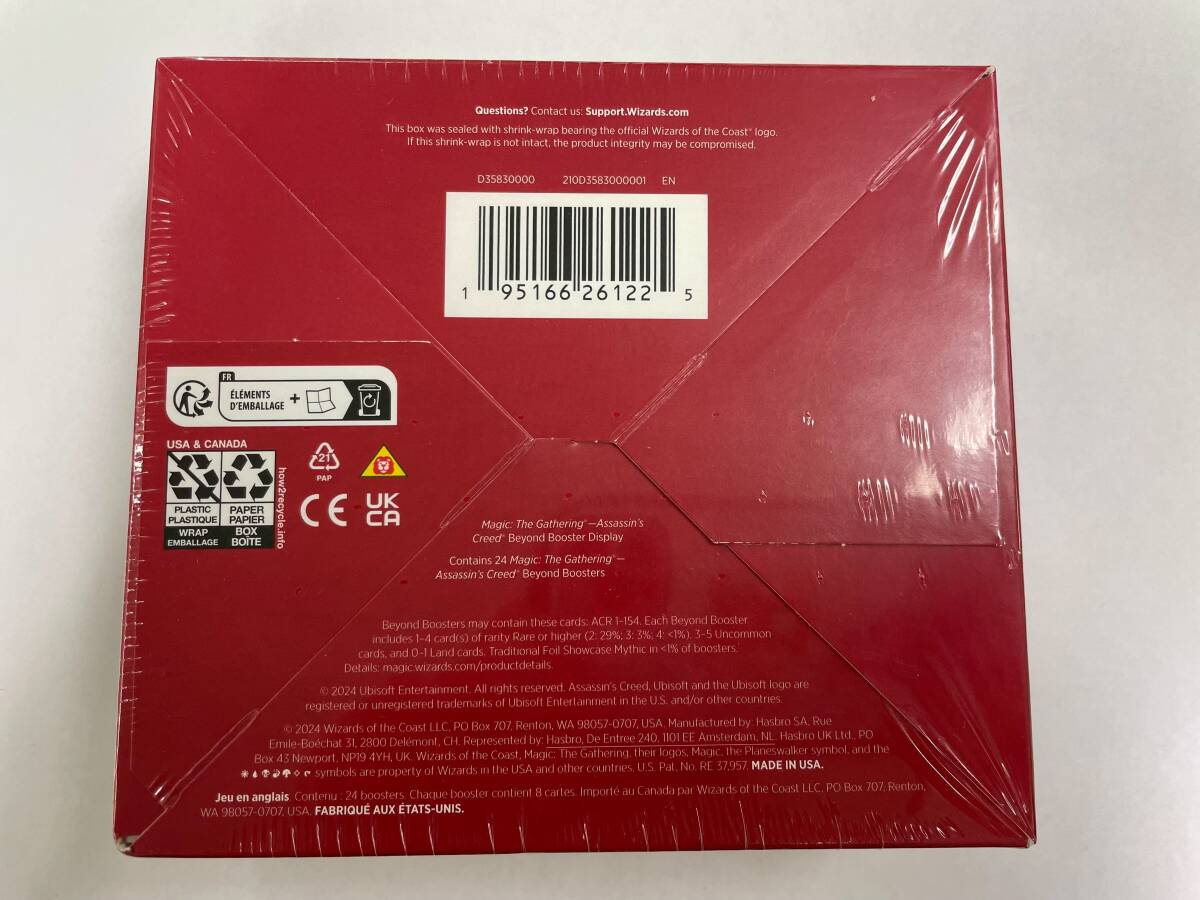 Questions? Contact us: Support.Wizards.com
This box was sealed with shrink-wrap bearing the official Wizards of the Coast® logo.
If this shrink-wrap is not intact, the product integrity may be compromised.
D35830000 210D3583000001 EN
1 95166 26122 5
FR
ÉLÉMENTS
D'EMBALLAGE +
USA & CANADA
PLASTIC
PLASTIQUE
WRAP
EMBALLAGE
PAPER
PAPIER
BOX
BOÎTE
how2recycle.info
21
PAP
CE
UK
CA
Magic: The Gathering®—Assassin's
Creed® Beyond Booster Display
Contains 24 Magic: The Gathering®—
Assassin's Creed® Beyond Boosters
Beyond Boosters may contain these cards: ACR 1-154. Each Beyond Booster
includes 1-4 card(s) of rarity Rare or higher (2: 29%; 3: 3%; 4: <1%), 3-5 Uncommon
cards, and 0-1 Land cards. Traditional Foil Showcase Mythic in <1% of boosters.
Details: magic.wizards.com/productdetails.
© 2024 Ubisoft Entertainment. All rights reserved. Assassin's Creed, Ubisoft and the Ubisoft logo are
registered or unregistered trademarks of Ubisoft Entertainment in the U.S. and/or other countries.
© 2024 Wizards of the Coast LLC, PO Box 707, Renton, WA 98057-0707, USA. Manufactured by: Hasbro SA, Rue
Emile-Boéchat 31, 2800 Delémont, CH. Represented by: Hasbro, De Entree 240, 1101 EE Amsterdam, NL. Hasbro UK Ltd., PO
Box 43 Newport, NP19 4YH, UK. Wizards of the Coast, Magic: The Gathering, their logos, Magic, the Planeswalker symbol, and the
symbols are property of Wizards in the USA and other countries. U.S. Pat. No. RE 37,957. MADE IN USA.
Jeu en anglais. Contenu : 24 boosters. Chaque booster contient 8 cartes. Importé au Canada par Wizards of the Coast LLC, PO Box 707, Renton,
WA 98057-0707, USA. FABRIQUÉ AUX ÉTATS-UNIS.